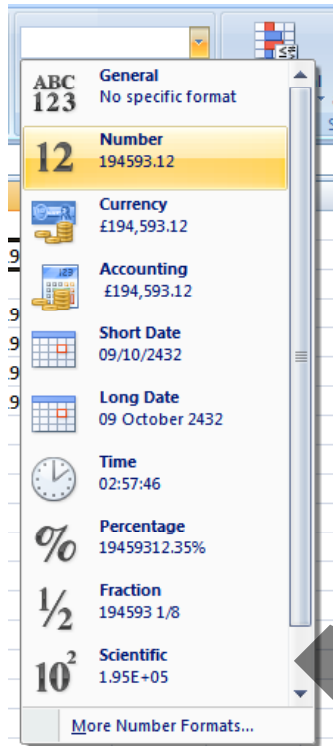 ABC
123
General
No specific format
12
Number
194593.12
Currency
£194,593.12
Accounting
£194,593.12
Short Date
09/10/2432
Long Date
09 October 2432
Time
02:57:46
%
Percentage
19459312.35%
1/2
Fraction
194593 1/8
10²
Scientific
1.95E+05
More Number Formats...